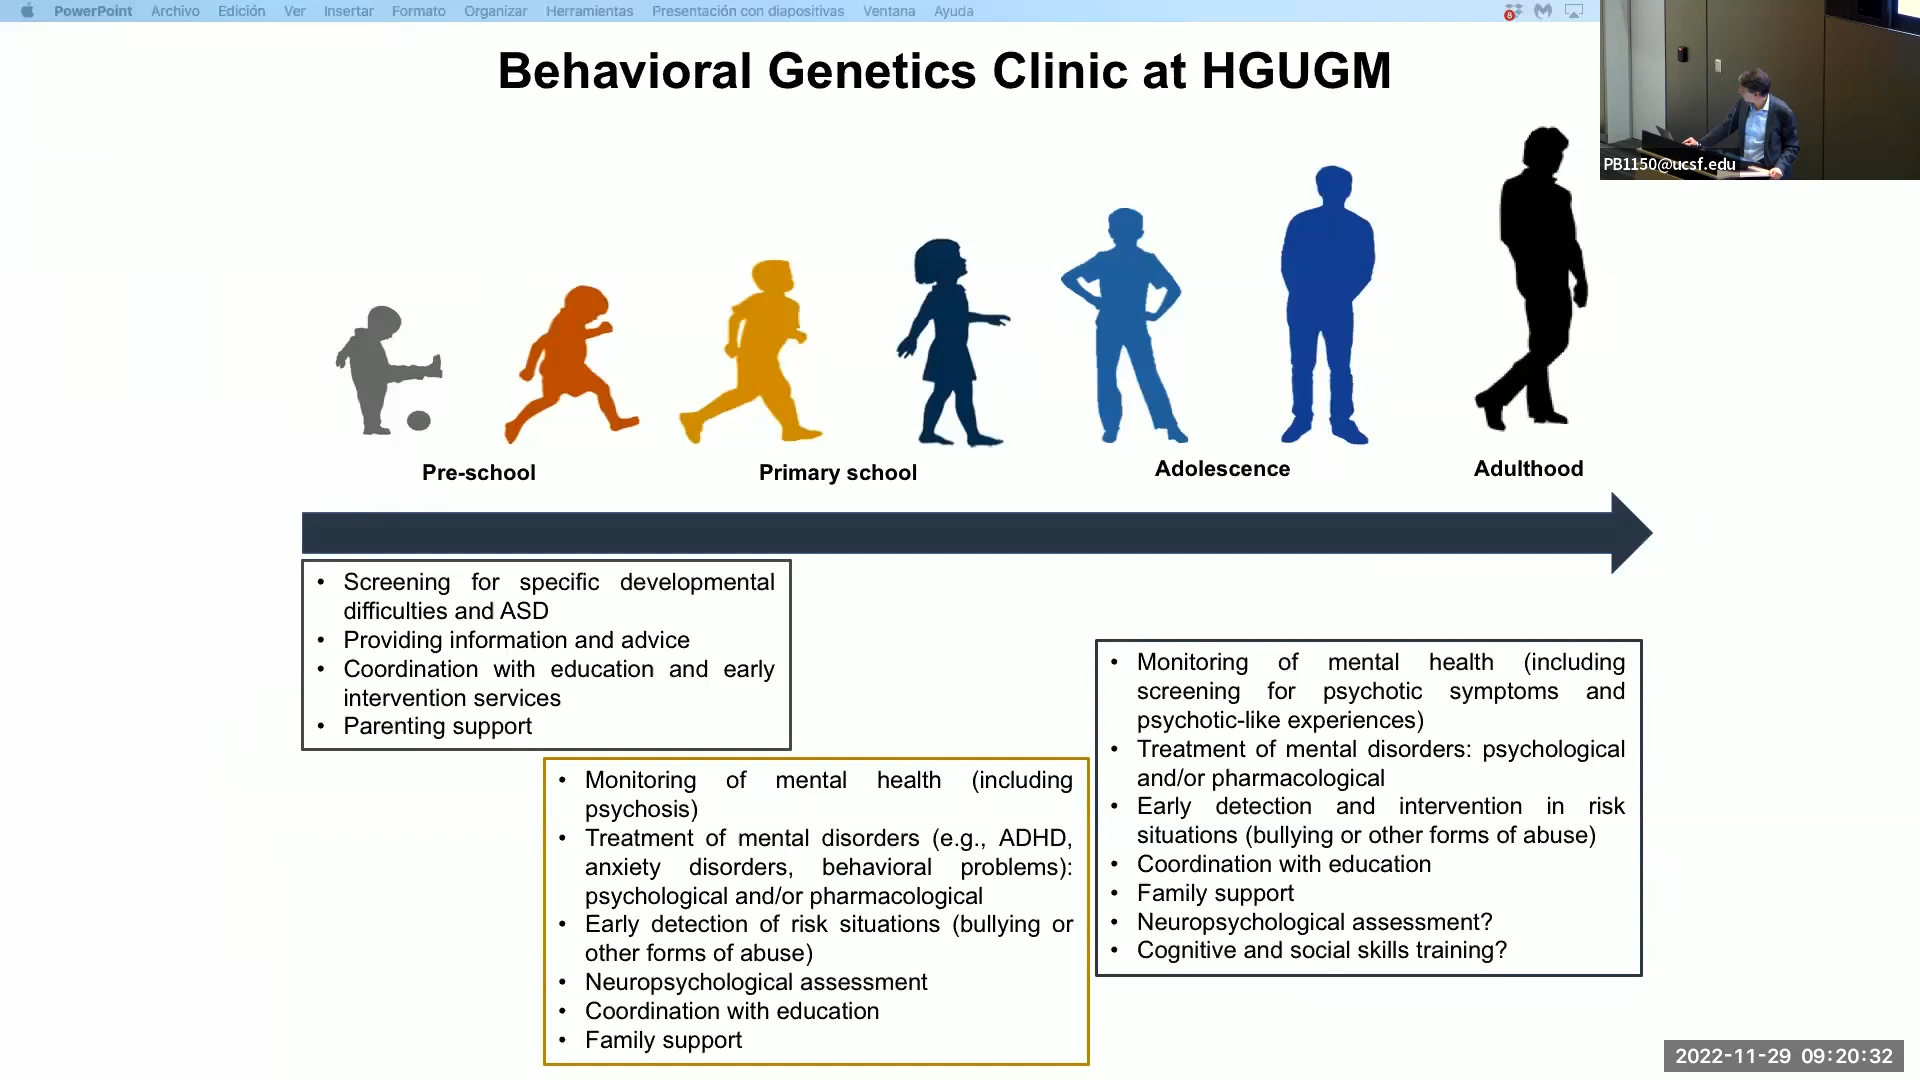 PowerPoint Archivo Edición Ver Insertar Formato Organizar Herramientas Presentación con diapositivas Ventana Ayuda
8
Behavioral Genetics Clinic at HGUGM
PB1150@ucsf.edu
Pre-school
Primary school
Adolescence
Adulthood
• Screening for specific developmental
difficulties and ASD
• Providing information and advice
• Coordination with education and early
intervention services
• Parenting support
• Monitoring of mental health (including
psychosis)
• Treatment of mental disorders (e.g., ADHD,
anxiety disorders, behavioral problems):
psychological and/or pharmacological
• Early detection of risk situations (bullying or
other forms of abuse)
• Neuropsychological assessment
• Coordination with education
• Family support
• Monitoring of mental health (including
screening for psychotic symptoms and
psychotic-like experiences)
• Treatment of mental disorders: psychological
and/or pharmacological
• Early detection and intervention in risk
situations (bullying or other forms of abuse)
• Coordination with education
• Family support
• Neuropsychological assessment?
• Cognitive and social skills training?
2022-11-29 09:20:32